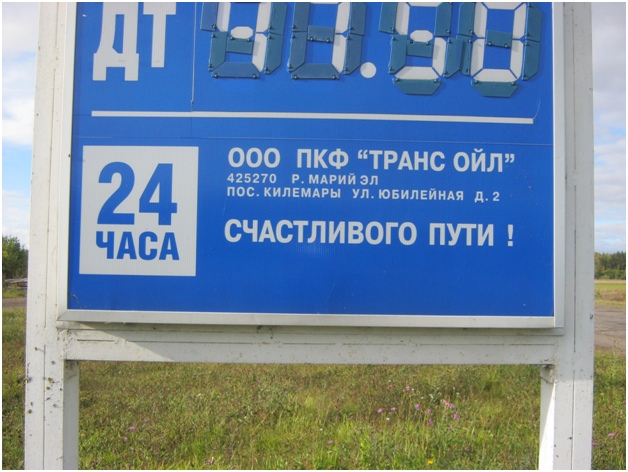 ДТ
24
ЧАСА
ООО ПКФ “ТРАНС ОЙЛ”
425270 Р. МАРИЙ ЭЛ
ПОС. КИЛЕМАРЫ УЛ. ЮБИЛЕЙНАЯ Д. 2
СЧАСТЛИВОГО ПУТИ !